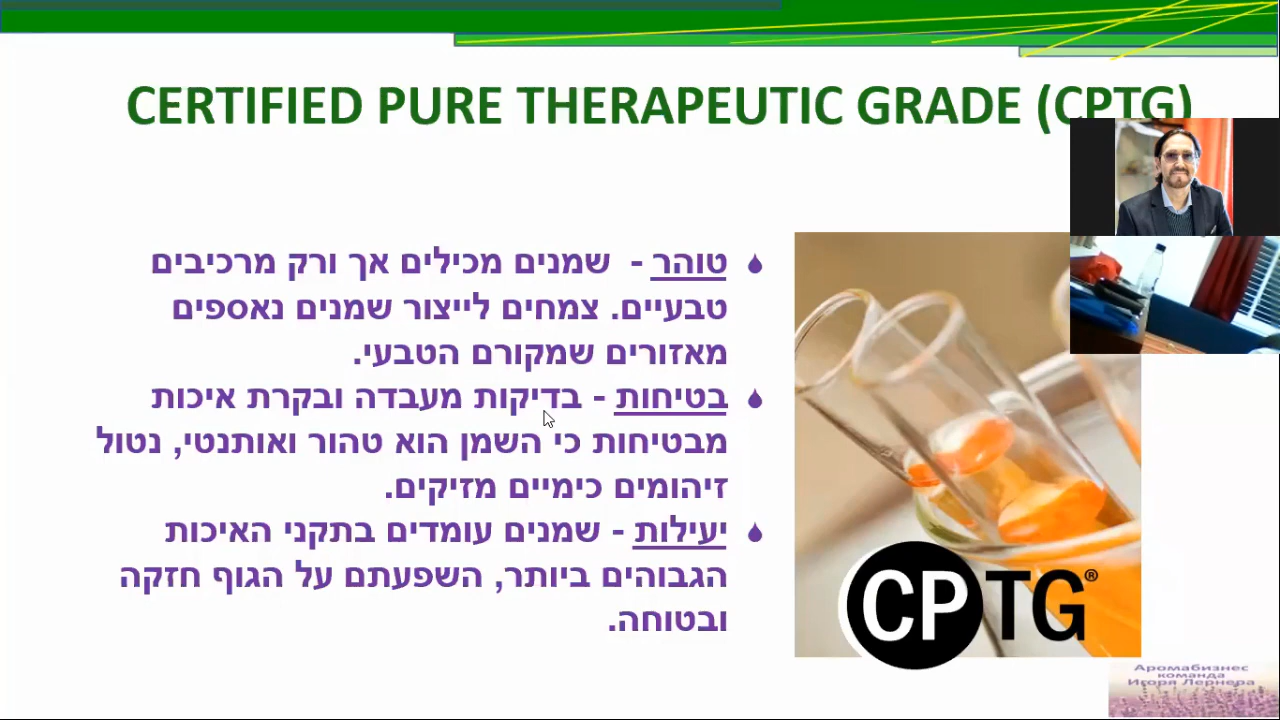 CERTIFIED PURE THERAPEUTIC GRADE (CPTG)
טוהר - שמנים מכילים אך ורק מרכיבים
טבעיים. צמחים לייצור שמנים נאספים
מאזורים שמקורם הטבעי.
בטיחות - בדיקות מעבדה ובקרת איכות
מבטיחות כי השמן הוא טהור ואותנטי, נטול
זיהומים כימיים מזיקים.
יעילות - שמנים עומדים בתקני האיכות
הגבוהים ביותר, השפעתם על הגוף חזקה
ובטוחה.
CPTG®
Аромабизнес
команда
Игоря Лернера